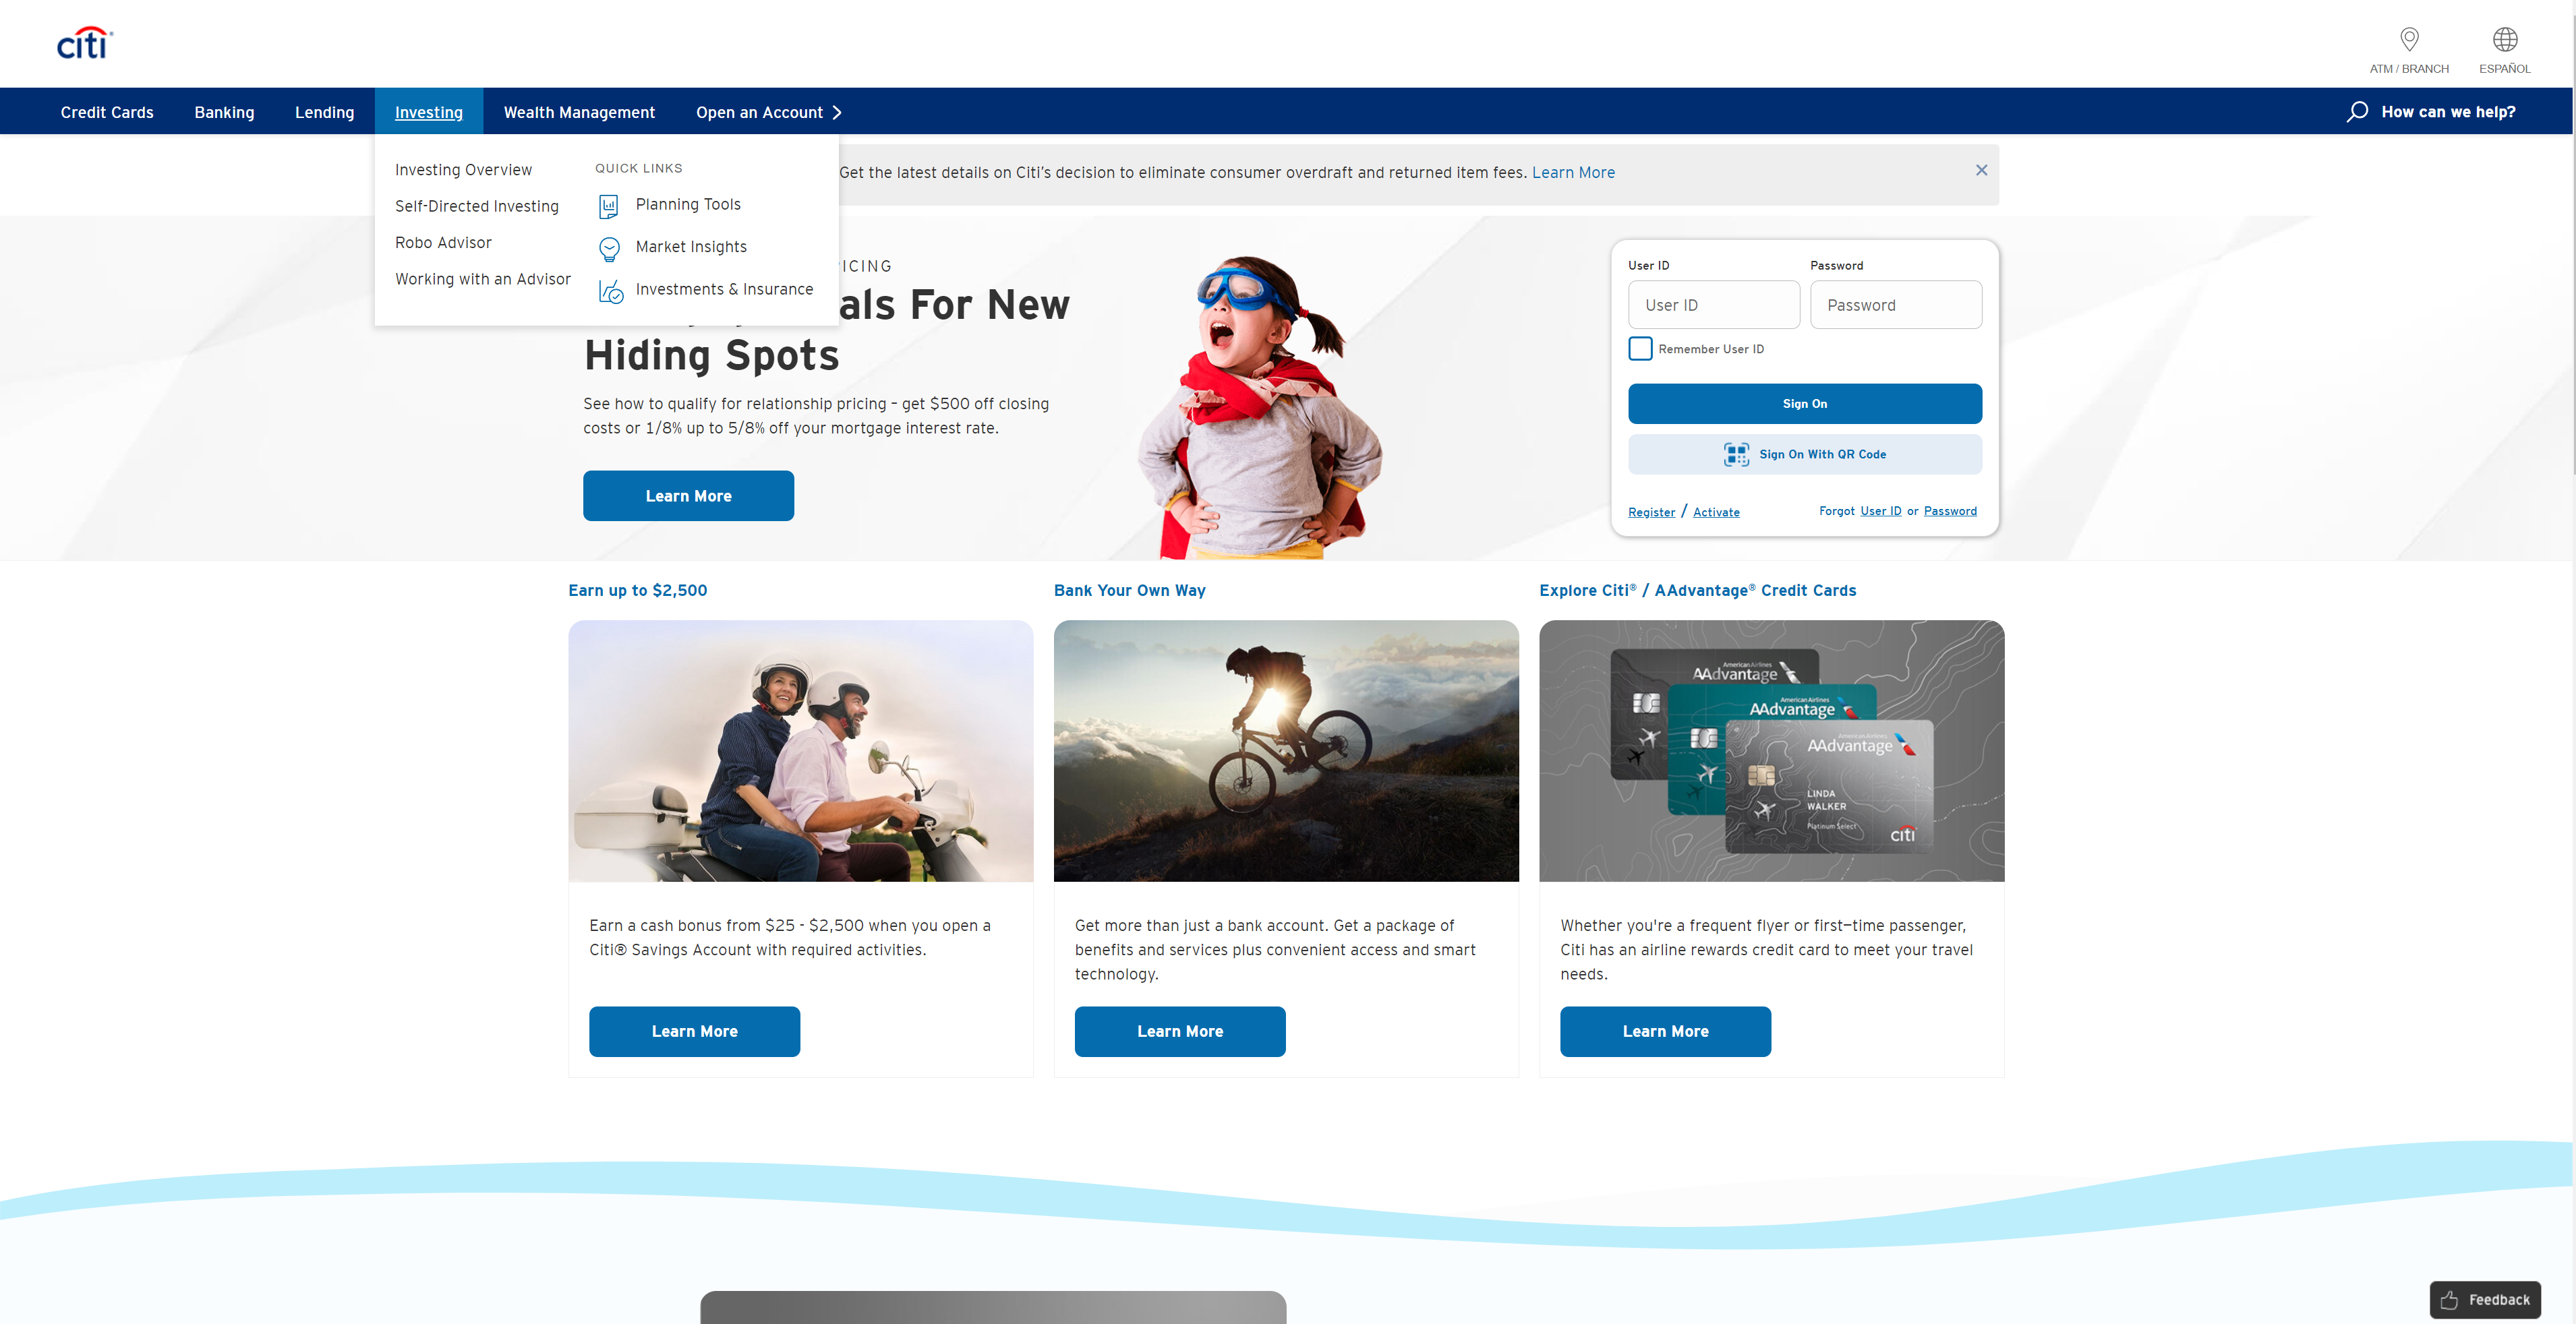 citi
ATM / BRANCH
ESPAÑOL
Credit Cards
Banking
Lending
Investing
Wealth Management
Open an Account
How can we help?
Investing Overview
Self-Directed Investing
Robo Advisor
Working with an Advisor
QUICK LINKS
Planning Tools
Market Insights
Investments & Insurance
Get the latest details on Citi's decision to eliminate consumer overdraft and returned item fees. Learn More
ICING
als For New
Hiding Spots
See how to qualify for relationship pricing – get $500 off closing
costs or 1/8% up to 5/8% off your mortgage interest rate.
Learn More
User ID
Password
User ID
Password
Remember User ID
Sign On
Sign On With QR Code
Register / Activate
Forgot User ID or Password
Earn up to $2,500
Earn a cash bonus from $25 - $2,500 when you open a
Citi® Savings Account with required activities.
Learn More
Bank Your Own Way
Get more than just a bank account. Get a package of
benefits and services plus convenient access and smart
technology.
Learn More
Explore Citi® / AAdvantage® Credit Cards
American Airlines
AAdvantage
American Airlines
AAdvantage
American Airlines
AAdvantage
LINDA
WALKER
Platinum Select
citi
Whether you're a frequent flyer or first–time passenger,
Citi has an airline rewards credit card to meet your travel
needs.
Learn More
Feedback